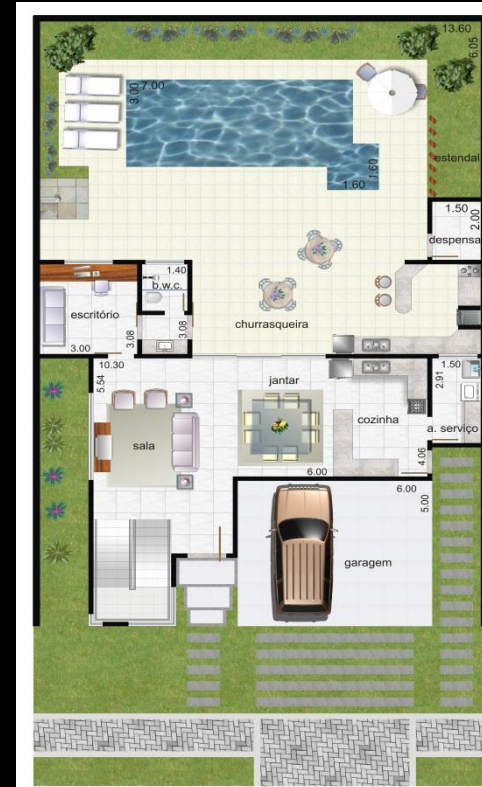 13.60
6.05
7.00
3.00
1.60
1.60
estendal
1.50
2.00
despensa
1.40
b.w.c.
escritório
3.08
3.08
churrasqueira
3.00
10.30
5.54
jantar
1.50
2.91
cozinha
a. serviço
sala
4.06
6.00
6.00
5.00
garagem